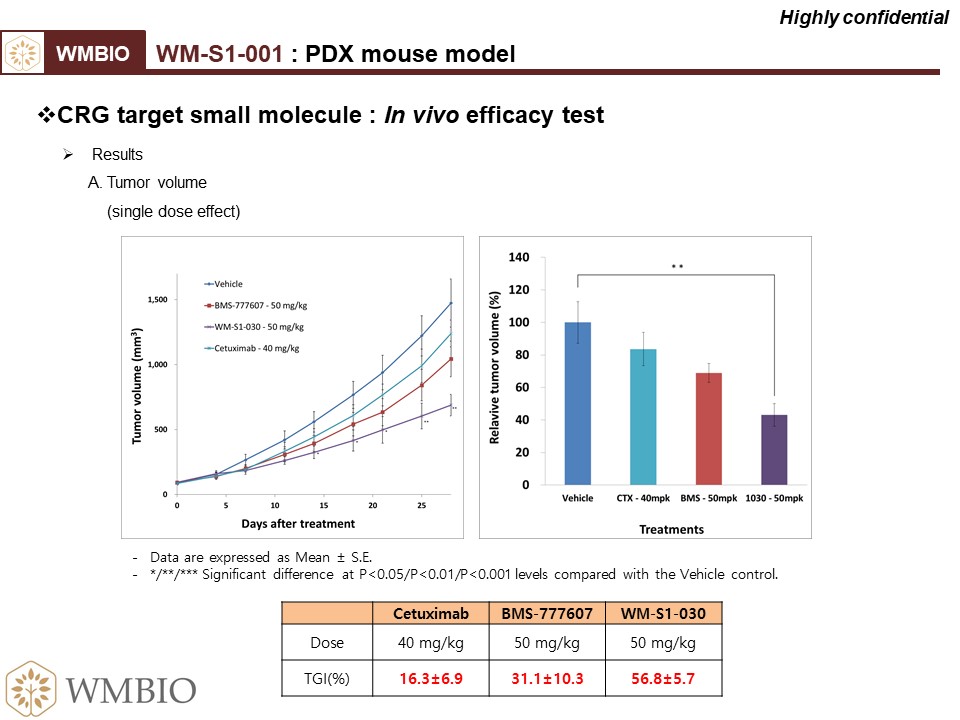 Highly confidential
WMBIO
WM-S1-001 : PDX mouse model
❖CRG target small molecule : In vivo efficacy test
➢ Results
A. Tumor volume
(single dose effect)
Vehicle
BMS-777607 - 50 mg/kg
WM-S1-030 - 50 mg/kg
Cetuximab - 40 mg/kg
Tumor volume (mm3)
1,500
1,000
500
0
* * * ** **
0 5 10 15 20 25
Days after treatment
Relavive tumor volume (%)
140
120
100
80
60
40
20
0
* *
Vehicle CTX - 40mpk BMS - 50mpk 1030 - 50mpk
Treatments
- Data are expressed as Mean ± S.E.
- */**/*** Significant difference at P<0.05/P<0.01/P<0.001 levels compared with the Vehicle control.
Cetuximab BMS-777607 WM-S1-030
Dose 40 mg/kg 50 mg/kg 50 mg/kg
TGI(%) 16.3±6.9 31.1±10.3 56.8±5.7
WMBIO